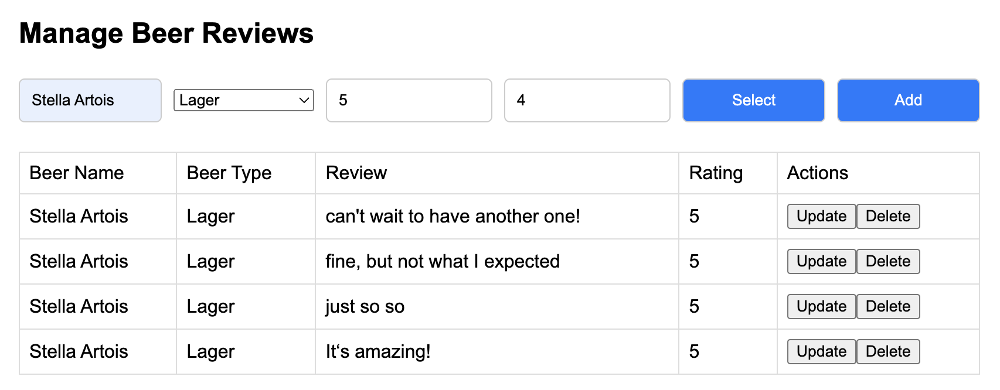 Manage Beer Reviews
Stella Artois Lager 5 4 Select Add
Beer Name Beer Type Review Rating Actions
Stella Artois Lager can't wait to have another one! 5 Update Delete
Stella Artois Lager fine, but not what I expected 5 Update Delete
Stella Artois Lager just so so 5 Update Delete
Stella Artois Lager It‘s amazing! 5 Update Delete